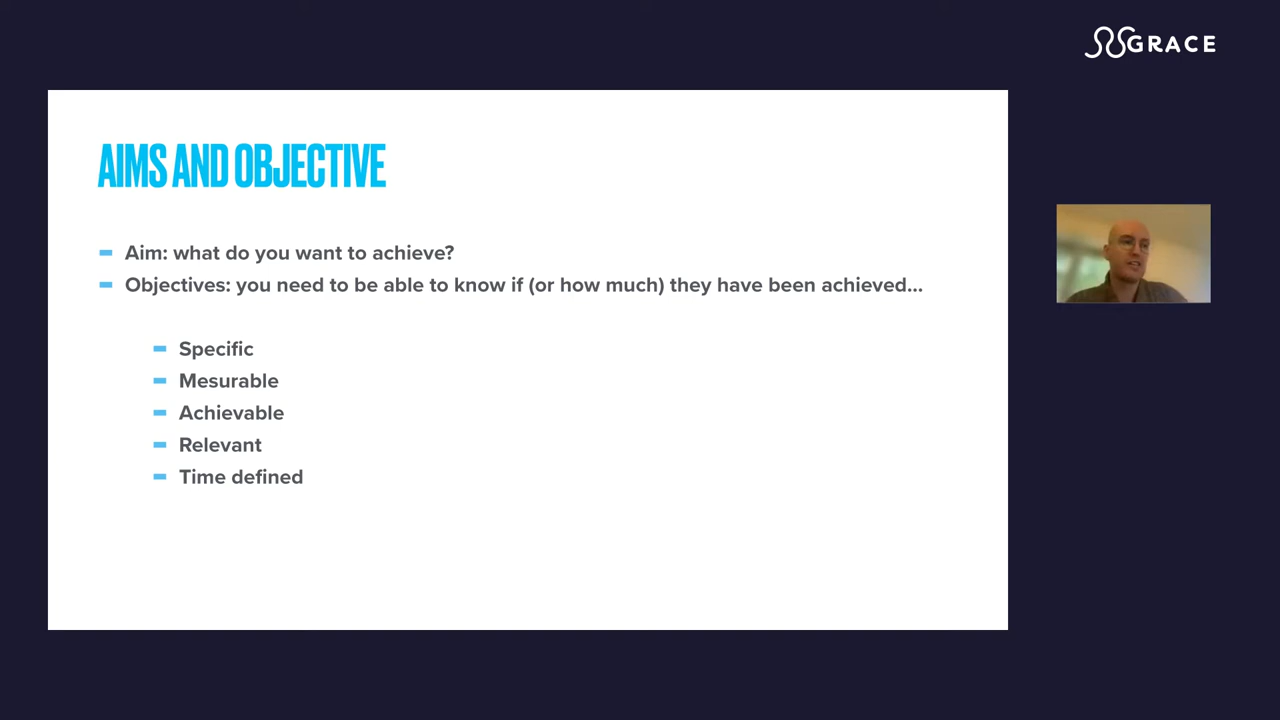 GRACE
AIMS AND OBJECTIVE
Aim: what do you want to achieve?
Objectives: you need to be able to know if (or how much) they have been achieved...
Specific
Mesurable
Achievable
Relevant
Time defined